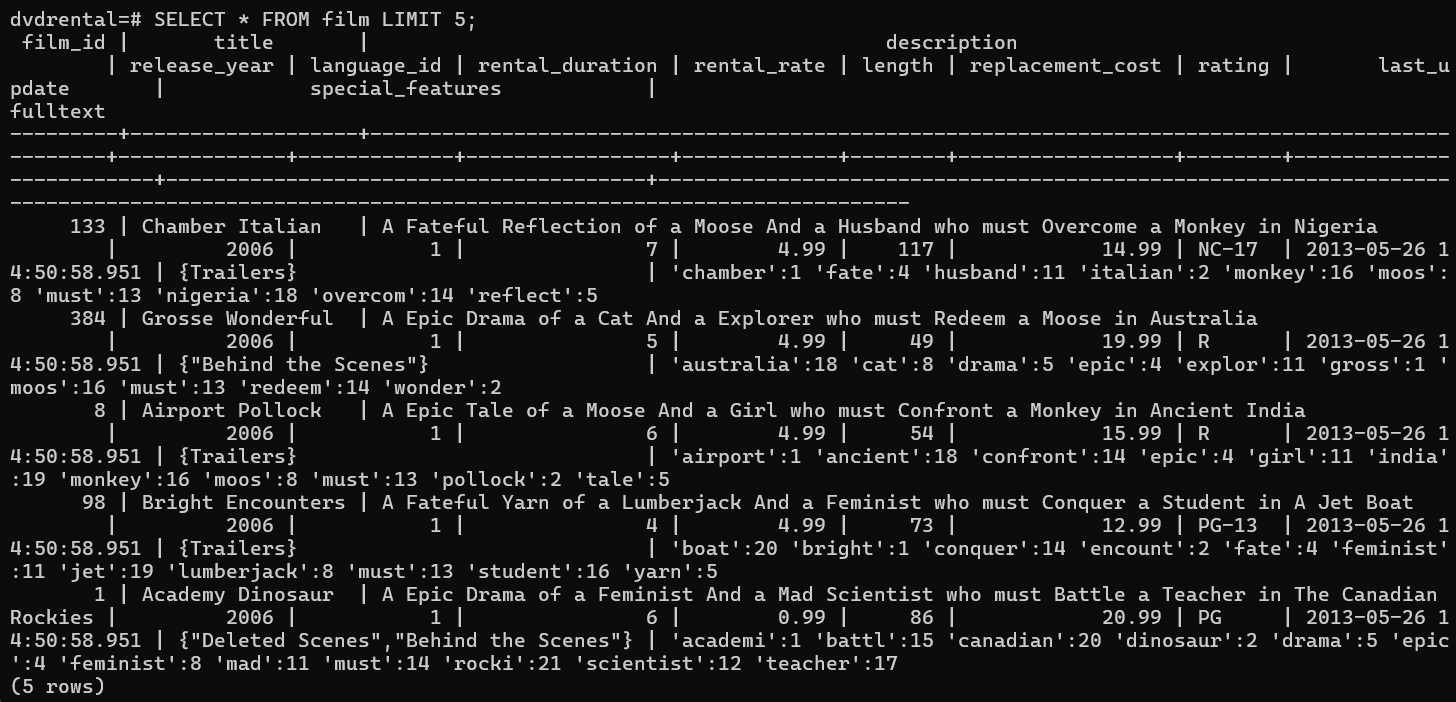 dvdrental=# SELECT * FROM film LIMIT 5;
 film_id |       title       |                                           description
        | release_year | language_id | rental_duration | rental_rate | length | replacement_cost | rating |       last_u
pdate       |            special_features            |
fulltext
---------+-------------------+------------------------------------------------------------------------------------------
--------+--------------+-------------+-----------------+-------------+--------+------------------+--------+-------------
------------+----------------------------------------+------------------------------------------------------------------
---------------------------------------------------------------------------
     133 | Chamber Italian   | A Fateful Reflection of a Moose And a Husband who must Overcome a Monkey in Nigeria
        |         2006 |           1 |               7 |        4.99 |    117 |            14.99 | NC-17  | 2013-05-26 1
4:50:58.951 | {Trailers}                             | 'chamber':1 'fate':4 'husband':11 'italian':2 'monkey':16 'moos':
8 'must':13 'nigeria':18 'overcom':14 'reflect':5
     384 | Grosse Wonderful  | A Epic Drama of a Cat And a Explorer who must Redeem a Moose in Australia
        |         2006 |           1 |               5 |        4.99 |     49 |            19.99 | R      | 2013-05-26 1
4:50:58.951 | {"Behind the Scenes"}                  | 'australia':18 'cat':8 'drama':5 'epic':4 'explor':11 'gross':1 '
moos':16 'must':13 'redeem':14 'wonder':2
       8 | Airport Pollock   | A Epic Tale of a Moose And a Girl who must Confront a Monkey in Ancient India
        |         2006 |           1 |               6 |        4.99 |     54 |            15.99 | R      | 2013-05-26 1
4:50:58.951 | {Trailers}                             | 'airport':1 'ancient':18 'confront':14 'epic':4 'girl':11 'india'
:19 'monkey':16 'moos':8 'must':13 'pollock':2 'tale':5
      98 | Bright Encounters | A Fateful Yarn of a Lumberjack And a Feminist who must Conquer a Student in A Jet Boat
        |         2006 |           1 |               4 |        4.99 |     73 |            12.99 | PG-13  | 2013-05-26 1
4:50:58.951 | {Trailers}                             | 'boat':20 'bright':1 'conquer':14 'encount':2 'fate':4 'feminist'
:11 'jet':19 'lumberjack':8 'must':13 'student':16 'yarn':5
       1 | Academy Dinosaur  | A Epic Drama of a Feminist And a Mad Scientist who must Battle a Teacher in The Canadian
Rockies |         2006 |           1 |               6 |        0.99 |     86 |            20.99 | PG     | 2013-05-26 1
4:50:58.951 | {"Deleted Scenes","Behind the Scenes"} | 'academi':1 'battl':15 'canadian':20 'dinosaur':2 'drama':5 'epic
':4 'feminist':8 'mad':11 'must':14 'rocki':21 'scientist':12 'teacher':17
(5 rows)